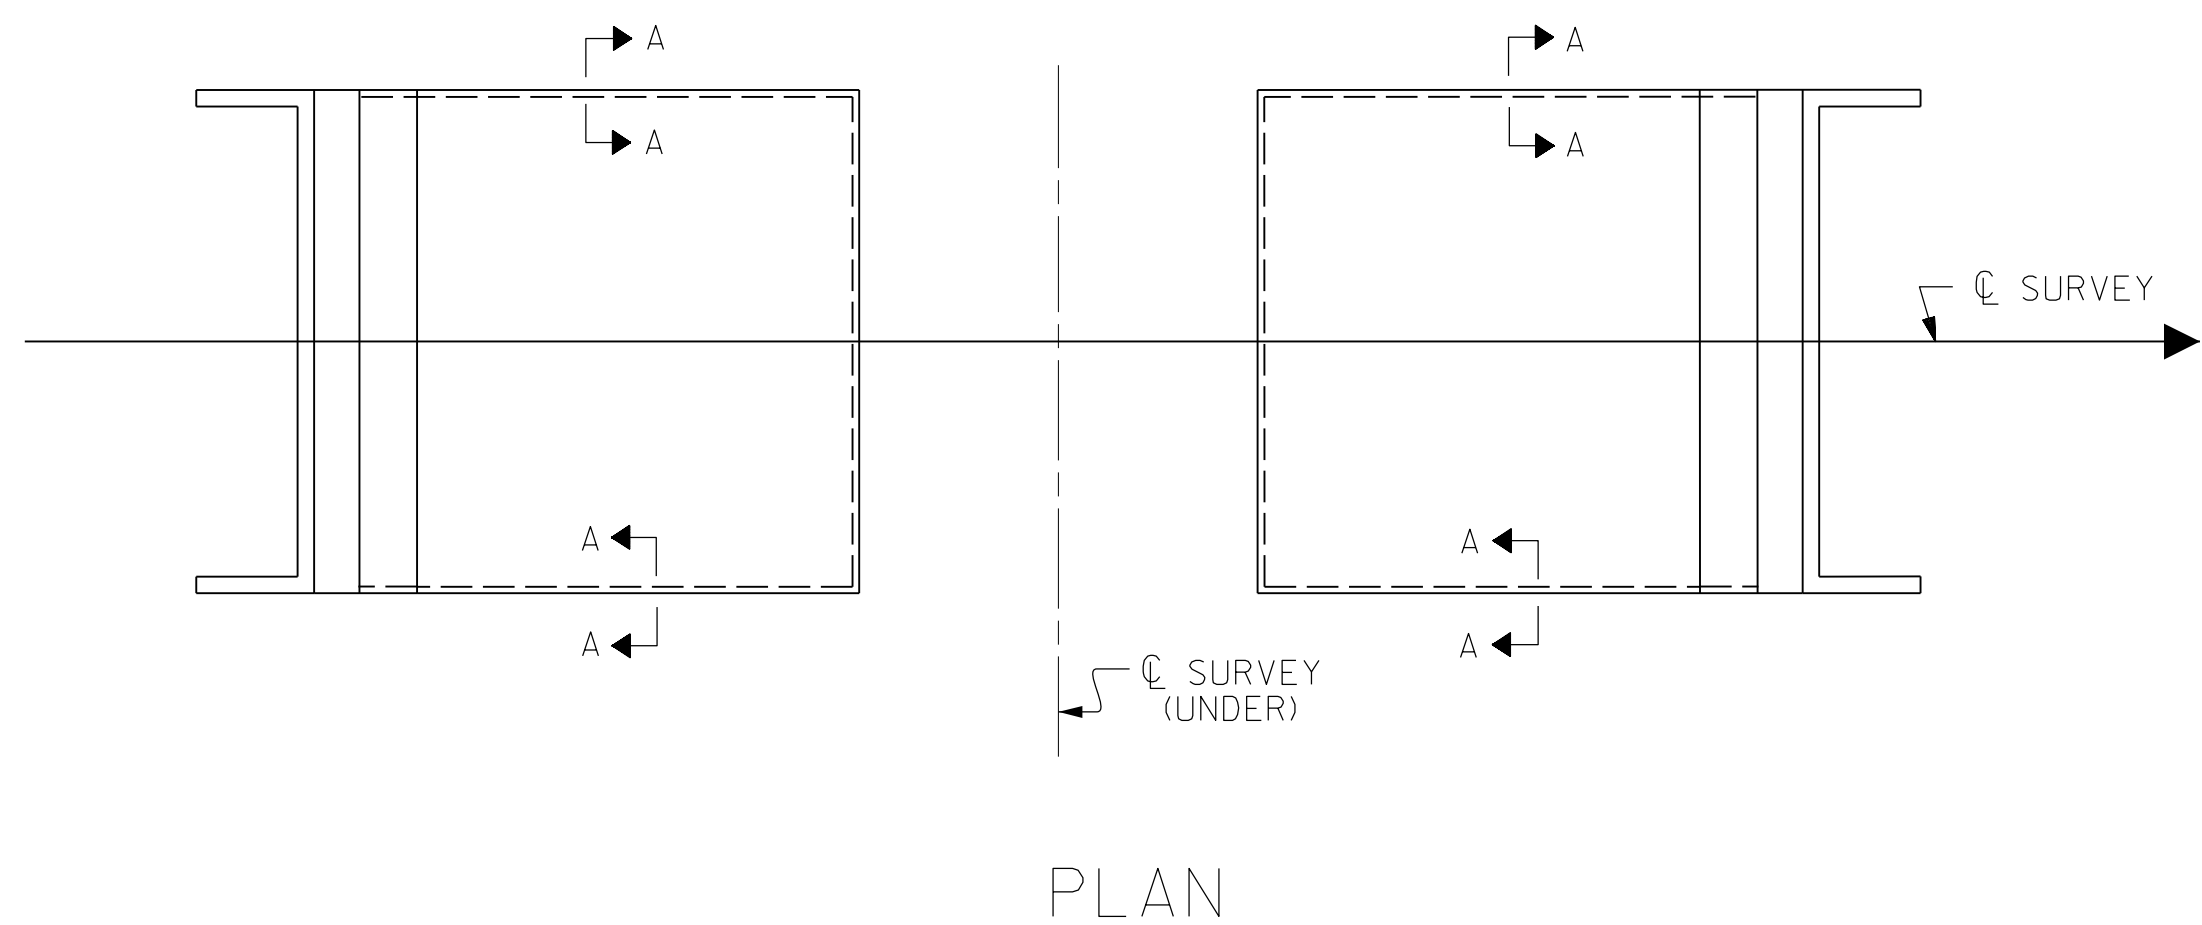 A A
A A
℄ SURVEY
A A
A A
℄ SURVEY
(UNDER)
PLAN